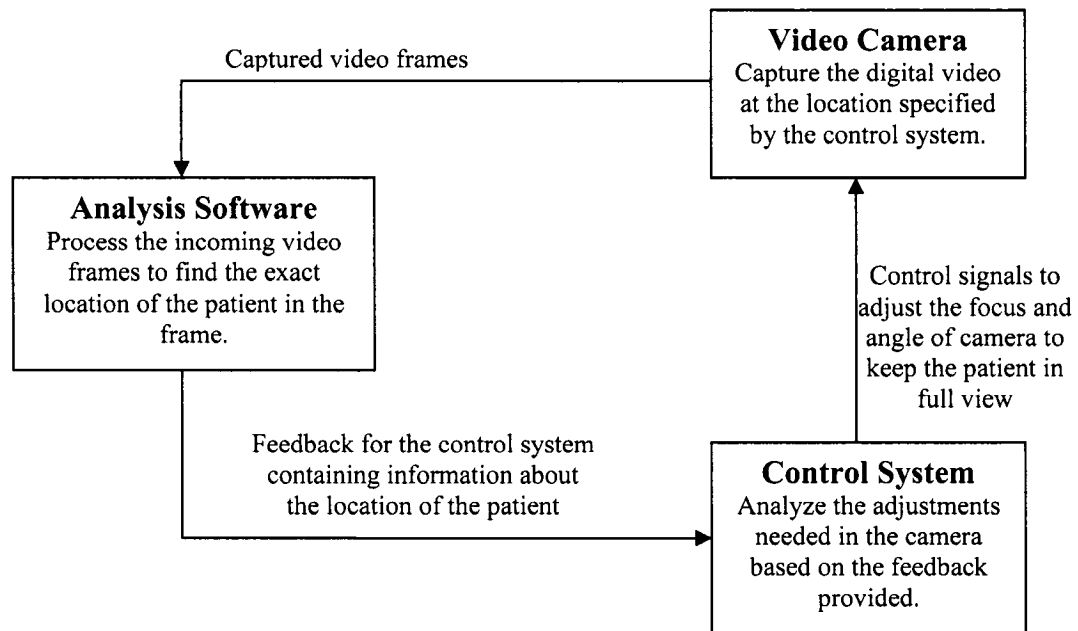 Video Camera
Capture the digital video
at the location specified
by the control system.
Captured video frames
Analysis Software
Process the incoming video
frames to find the exact
location of the patient in the
frame.
Control signals to
adjust the focus and
angle of camera to
keep the patient in
full view
Feedback for the control system
containing information about
the location of the patient
Control System
Analyze the adjustments
needed in the camera
based on the feedback
provided.